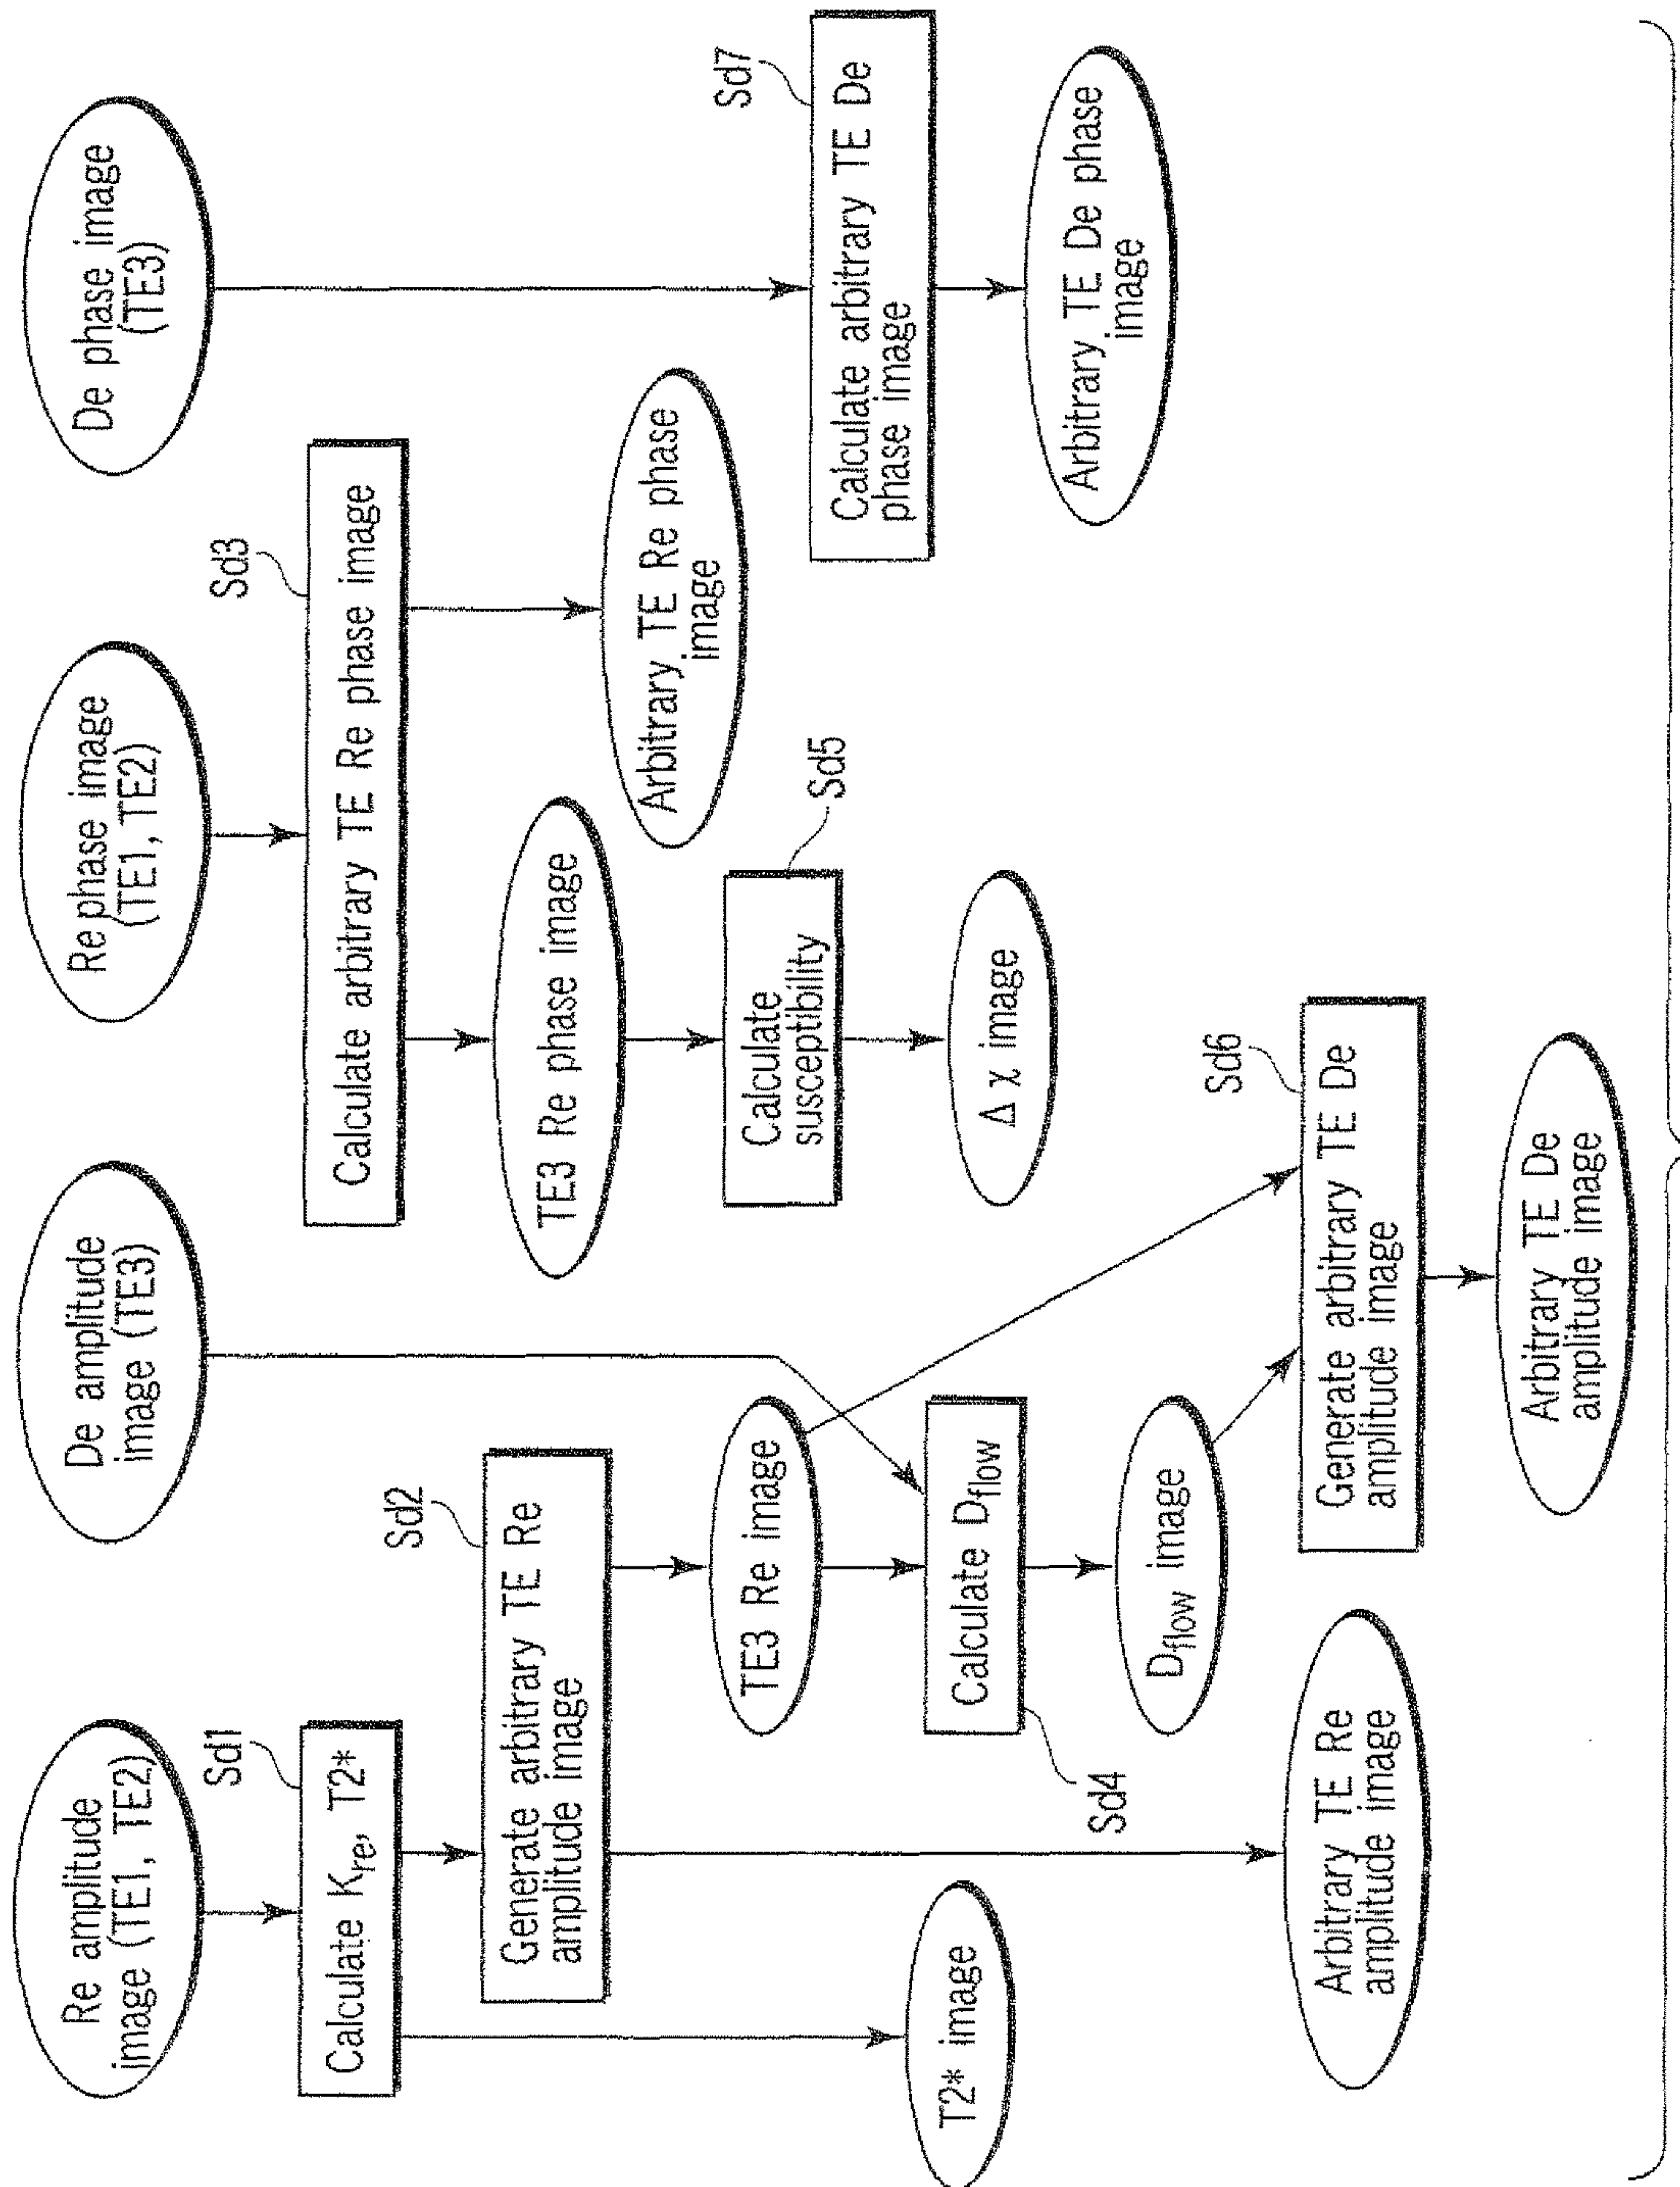 Re amplitude
image (TE1, TE2)
De amplitude
image (TE3)
Re phase image
(TE1, TE2)
De phase image
(TE3)
Sd1
Calculate Kre, T2*
Sd3
Calculate arbitrary TE Re phase image
Sd2
Generate arbitrary TE Re
amplitude image
TE3 Re phase image
Arbitrary TE Re phase
image
TE3 Re image
Sd5
Calculate
susceptibility
Sd7
Calculate arbitrary TE De
phase image
T2* image
Sd4
Calculate Dflow
Δ χ image
Arbitrary TE De phase
image
Dflow image
Sd6
Generate arbitrary TE De
amplitude image
Arbitrary TE Re
amplitude image
Arbitrary TE De
amplitude image